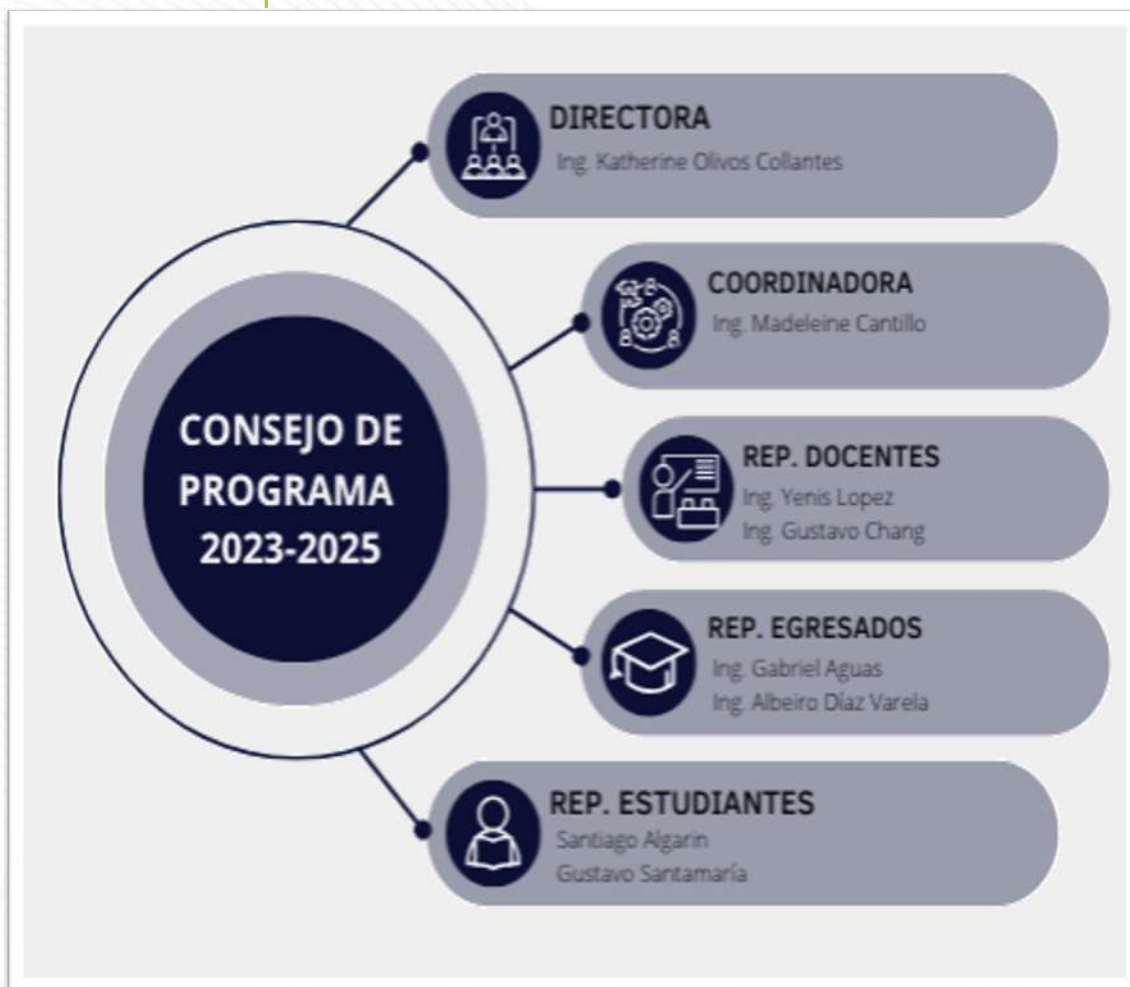 DIRECTORA
Ing. Katherine Olivos Collantes
COORDINADORA
Ing. Madeleine Cantillo
CONSEJO DE
PROGRAMA
2023-2025
REP. DOCENTES
Ing. Yenis Lopez
Ing. Gustavo Chang
REP. EGRESADOS
Ing. Gabriel Aguas
Ing. Albeiro Díaz Varela
REP. ESTUDIANTES
Santiago Algarin
Gustavo Santamaría